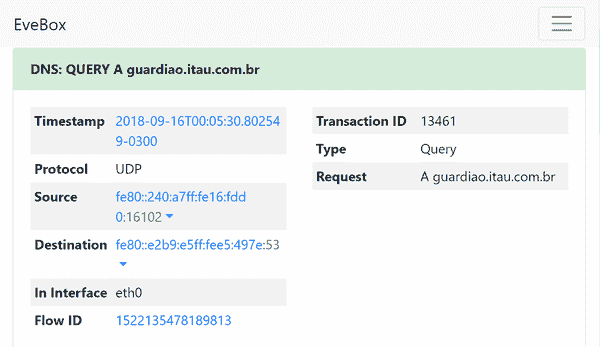 EveBox
DNS: QUERY A guardiao.itau.com.br
Timestamp 2018-09-16T00:05:30.80254
9-0300
Protocol UDP
Source fe80::240:a7ff:fe16:fdd
0:16102
Destination fe80::e2b9:e5ff:fee5:497e:53
In Interface eth0
Flow ID 1522135478189813
Transaction ID 13461
Type Query
Request A guardiao.itau.com.br